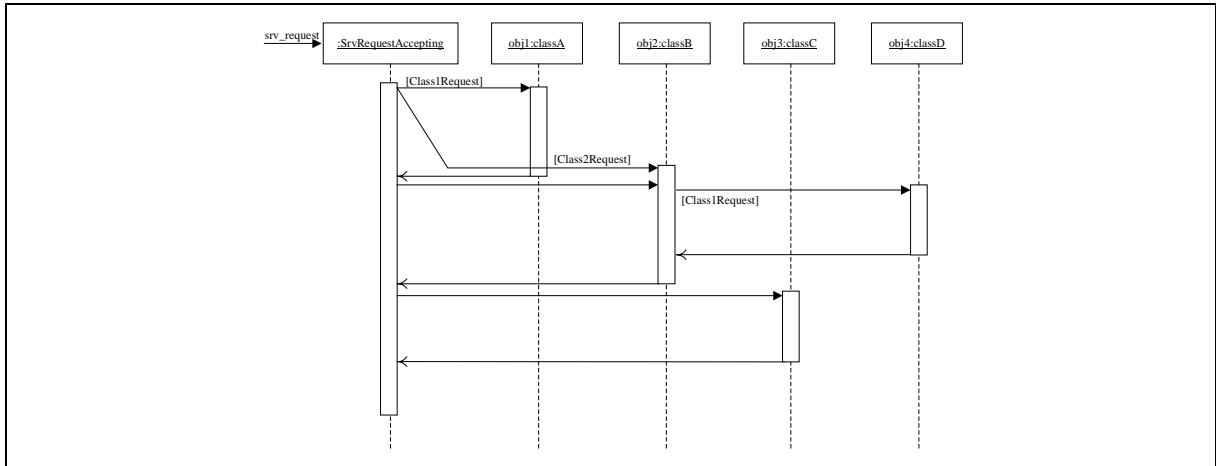 srv_request
:SrvRequestAccepting
obj1:classA
obj2:classB
obj3:classC
obj4:classD
[Class1Request]
[Class2Request]
[Class1Request]